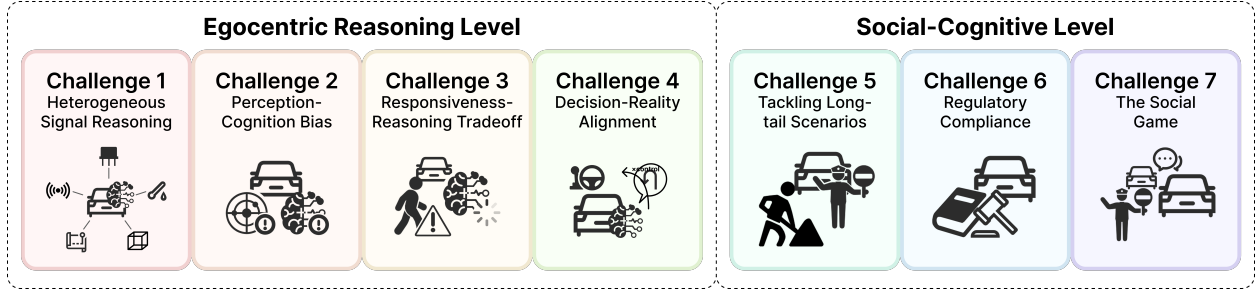 Egocentric Reasoning Level
Social-Cognitive Level
Challenge 1
Heterogeneous
Signal Reasoning
Challenge 2
Perception-
Cognition Bias
Challenge 3
Responsiveness-
Reasoning Tradeoff
Challenge 4
Decision-Reality
Alignment
Challenge 5
Tackling Long-
tail Scenarios
Challenge 6
Regulatory
Compliance
Challenge 7
The Social
Game